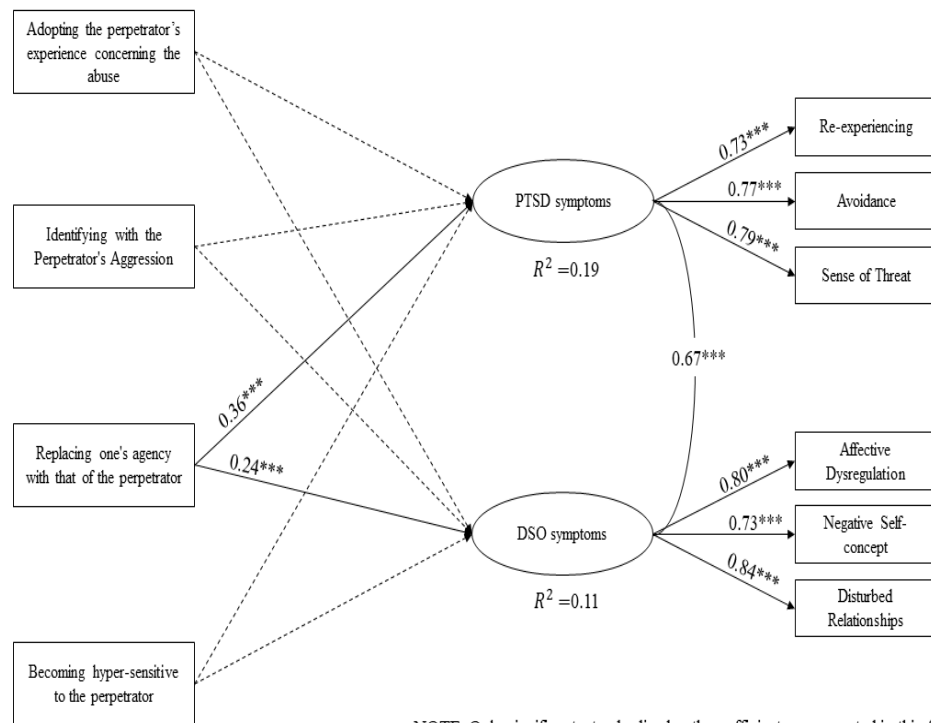 Adopting the perpetrator's
experience concerning the
abuse
Identifying with the
Perpetrator's Aggression
Replacing one's agency
with that of the perpetrator
Becoming hyper-sensitive
to the perpetrator
0.36***
0.24***
PTSD symptoms
R² =0.19
DSO symptoms
R² =0.11
0.67***
0.73***
0.77***
0.79***
Re-experiencing
Avoidance
Sense of Threat
0.80***
0.73***
0.84***
Affective
Dysregulation
Negative Self-
concept
Disturbed
Relationships